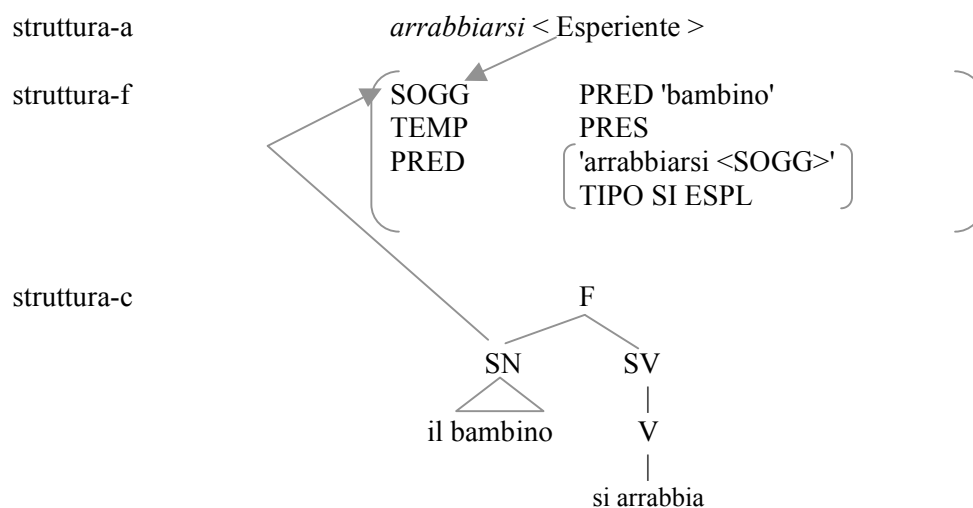 struttura-a arrabbiarsi < Esperiente >
struttura-f SOGG PRED 'bambino'
TEMP PRES
PRED 'arrabbiarsi <SOGG>'
TIPO SI ESPL
struttura-c F
SN SV
il bambino V
si arrabbia